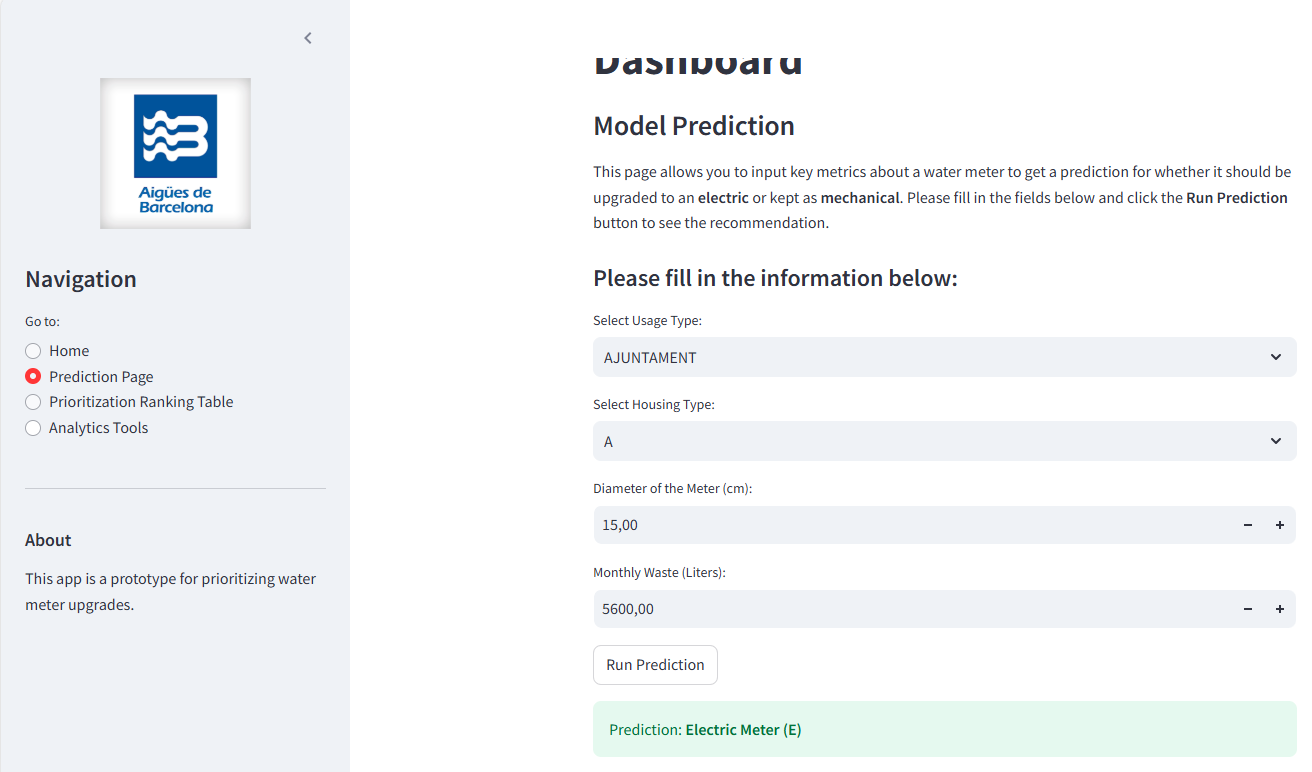 Aigües de
Barcelona
Navigation
Go to:
Home
Prediction Page
Prioritization Ranking Table
Analytics Tools
About
This app is a prototype for prioritizing water
meter upgrades.
Dashboard
Model Prediction
This page allows you to input key metrics about a water meter to get a prediction for whether it should be
upgraded to an electric or kept as mechanical. Please fill in the fields below and click the Run Prediction
button to see the recommendation.
Please fill in the information below:
Select Usage Type:
AJUNTAMENT
Select Housing Type:
A
Diameter of the Meter (cm):
15,00
Monthly Waste (Liters):
5600,00
Run Prediction
Prediction: Electric Meter (E)